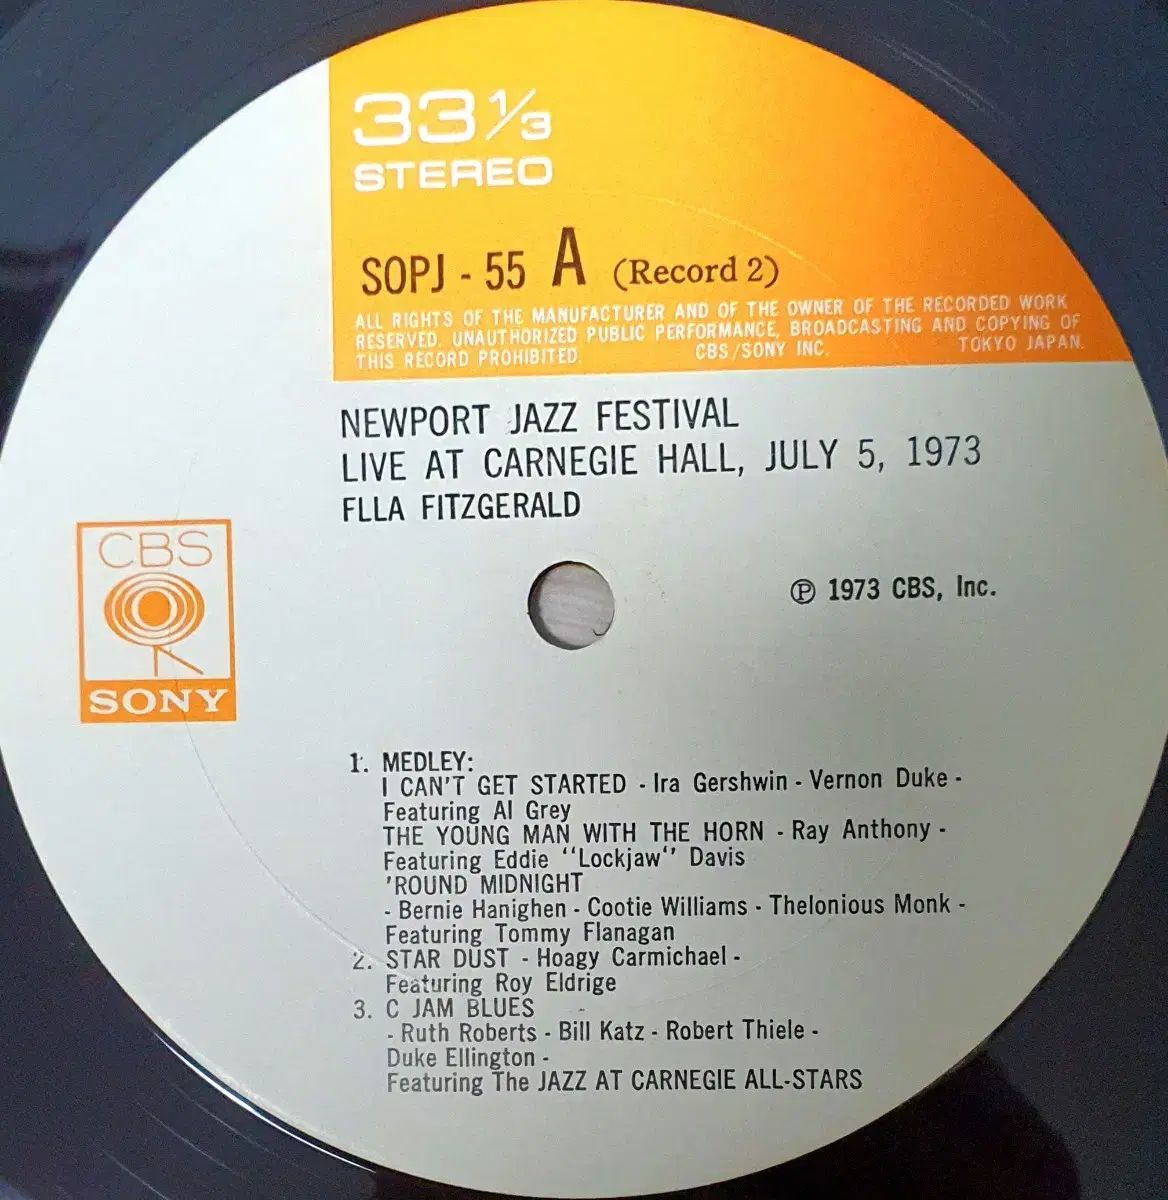 33 1/3
STEREO
SOPJ - 55 A (Record 2)
ALL RIGHTS OF THE MANUFACTURER AND OF THE OWNER OF THE RECORDED WORK
RESERVED. UNAUTHORIZED PUBLIC PERFORMANCE, BROADCASTING AND COPYING OF
THIS RECORD PROHIBITED. CBS/SONY INC. TOKYO JAPAN.
NEWPORT JAZZ FESTIVAL
LIVE AT CARNEGIE HALL, JULY 5, 1973
FLLA FITZGERALD
CBS
SONY
℗ 1973 CBS, Inc.
1. MEDLEY:
I CAN'T GET STARTED - Ira Gershwin - Vernon Duke -
Featuring Al Grey
THE YOUNG MAN WITH THE HORN - Ray Anthony -
Featuring Eddie "Lockjaw" Davis
'ROUND MIDNIGHT
- Bernie Hanighen - Cootie Williams - Thelonious Monk -
Featuring Tommy Flanagan
2. STAR DUST - Hoagy Carmichael -
Featuring Roy Eldrige
3. C JAM BLUES
- Ruth Roberts - Bill Katz - Robert Thiele -
Duke Ellington -
Featuring The JAZZ AT CARNEGIE ALL-STARS